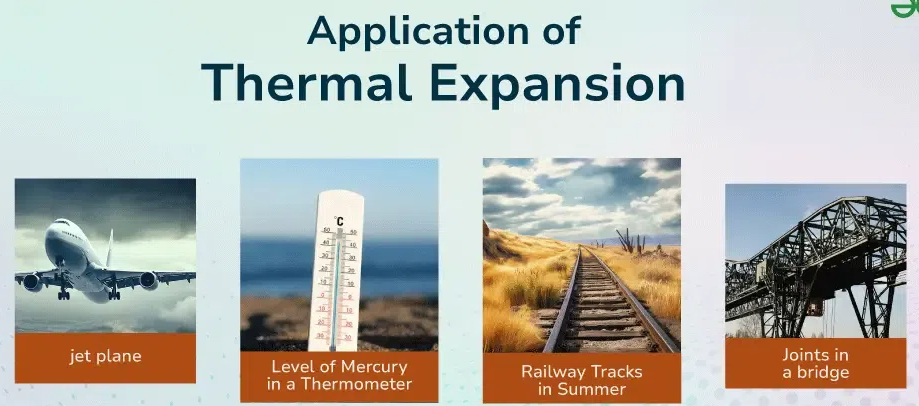 Application of
Thermal Expansion
jet plane
°C
Level of Mercury
in a Thermometer
Railway Tracks
in Summer
Joints in
a bridge